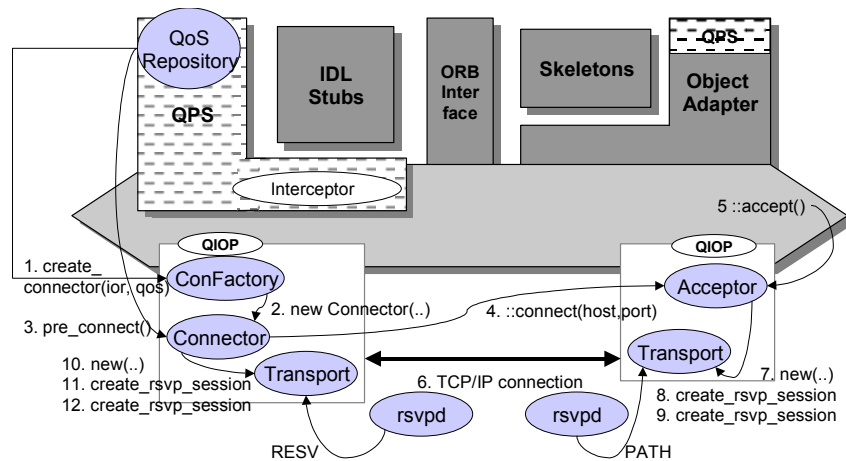 QoS
Repository
QPS
IDL
Stubs
ORB
Inter
face
Skeletons
QPS
Object
Adapter
Interceptor
5 ::accept()
QIOP
QIOP
1. create_
connector(ior, qos)
ConFactory
Acceptor
2. new Connector(..)
4. ::connect(host,port)
3. pre_connect()
Connector
Transport
Transport
10. new(..)
11. create_rsvp_session
12. create_rsvp_session
6. TCP/IP connection
7. new(..)
8. create_rsvp_session
9. create_rsvp_session
rsvpd
rsvpd
RESV
PATH